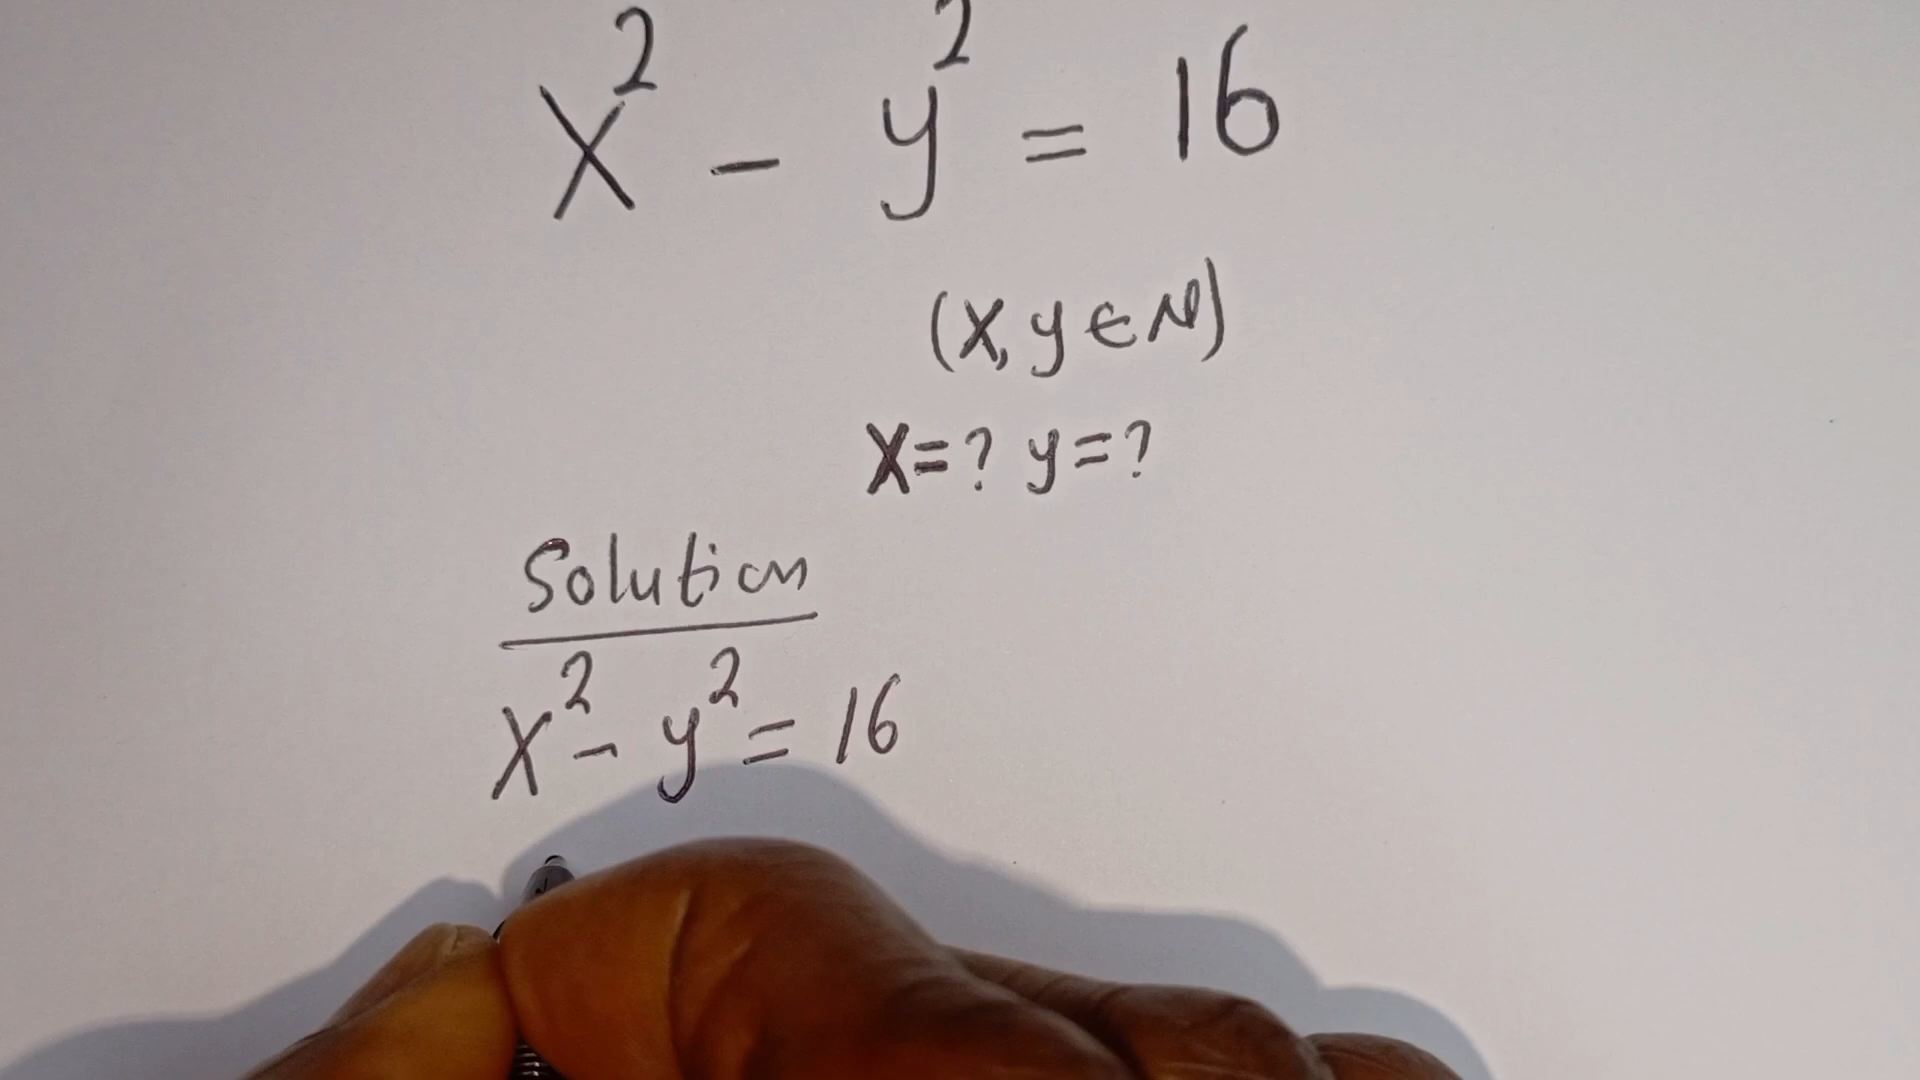 x² - y² = 16
(x, y ∈ N)
x=? y=?
Solution
x² - y² = 16